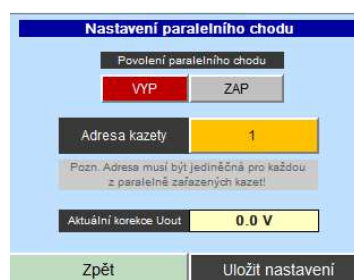 Nastavení paralelního chodu
Povolení paralelního chodu
VYP ZAP
Adresa kazety 1
Pozn. Adresa musí být jediněčná pro každou
z paralelně zařazených kazet!
Aktuální korekce Uout 0.0 V
Zpět Uložit nastavení